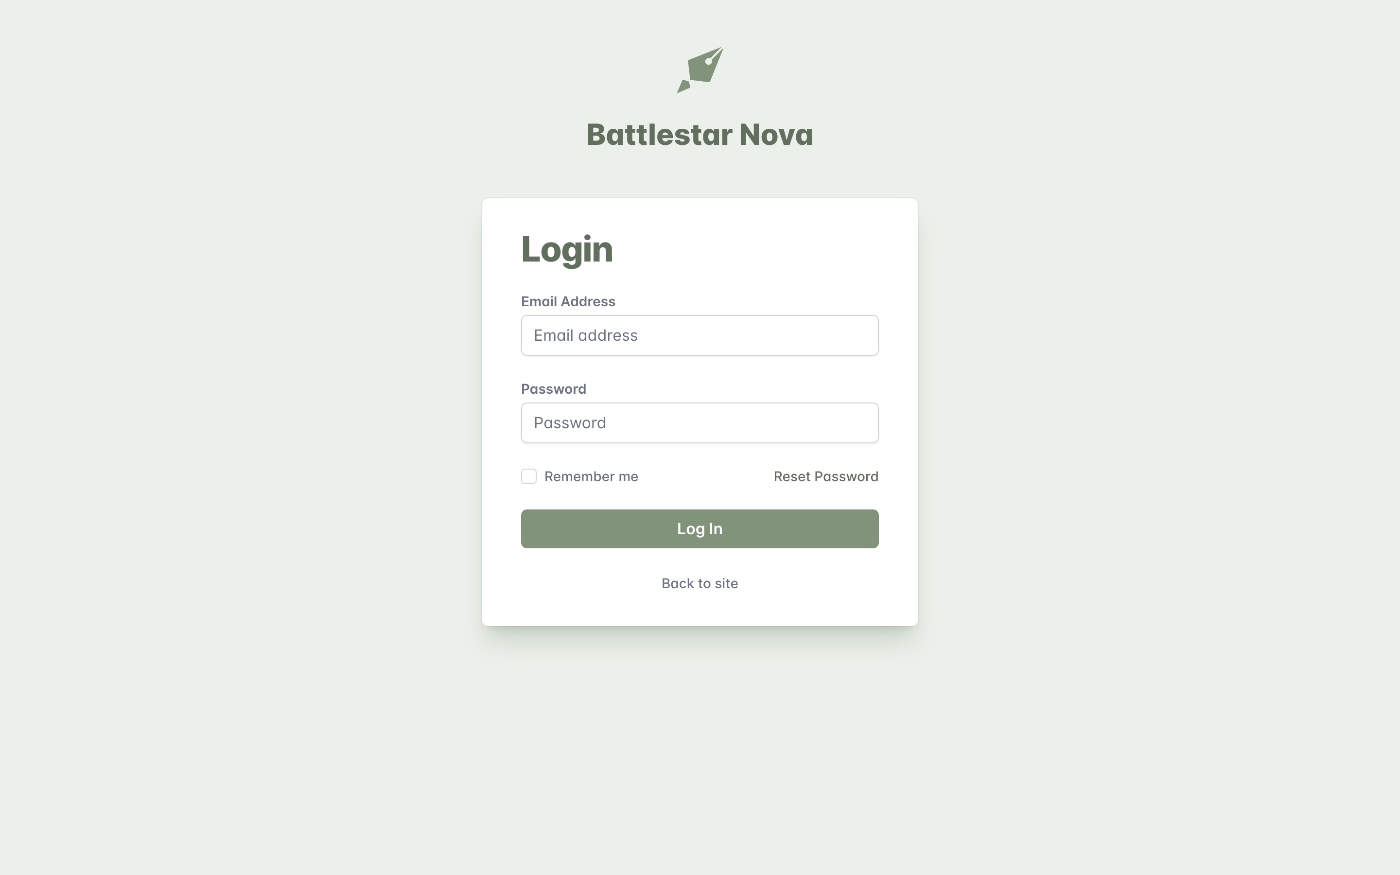 Battlestar Nova
Login
Email Address
Email address
Password
Password
Remember me
Reset Password
Log In
Back to site